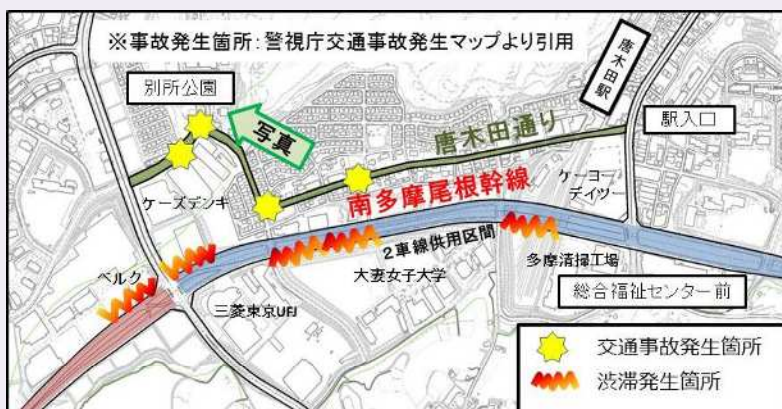 ※事故発生箇所：警視庁交通事故発生マップより引用
唐木田駅
別所公園
写真
駅入口
唐木田通り
ケーヨー
デイツー
ケーズデンキ
南多摩尾根幹線
2車線供用区間
多摩清掃工場
ベルク
大妻女子大学
総合福祉センター前
三菱東京UFJ
交通事故発生箇所
渋滞発生箇所